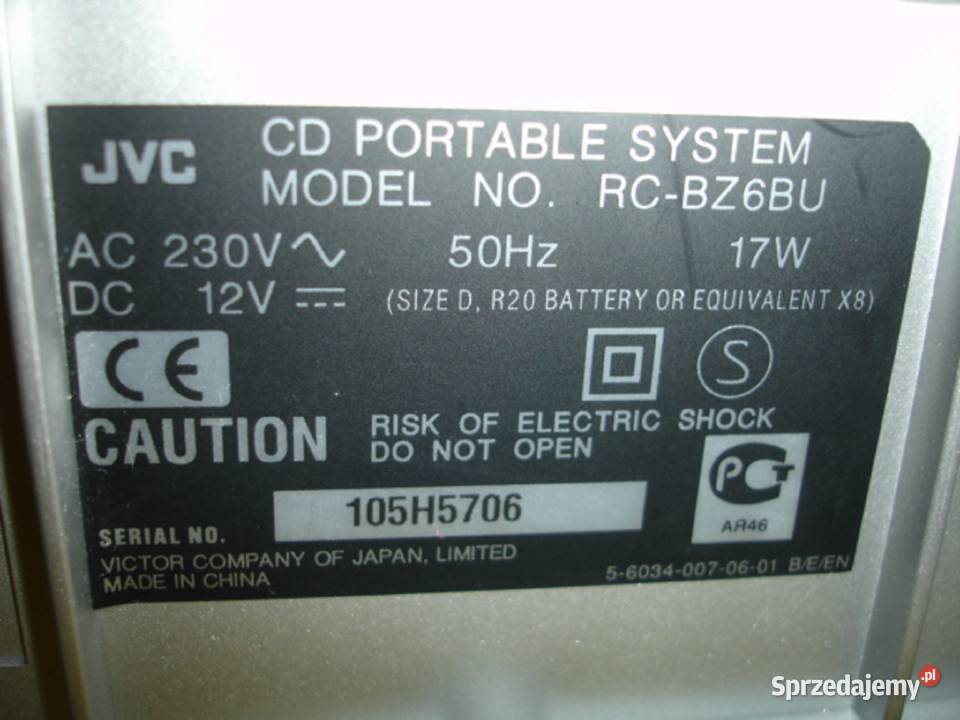 JVC
CD PORTABLE SYSTEM
MODEL NO. RC-BZ6BU
AC 230V 50Hz 17W
DC 12V (SIZE D, R20 BATTERY OR EQUIVALENT X8)
CE
S
CAUTION
RISK OF ELECTRIC SHOCK
DO NOT OPEN
РСТ
АЯ46
SERIAL NO. 105H5706
VICTOR COMPANY OF JAPAN, LIMITED
MADE IN CHINA
5-6034-007-06-01 B/E/EN
Sprzedajemy.pl